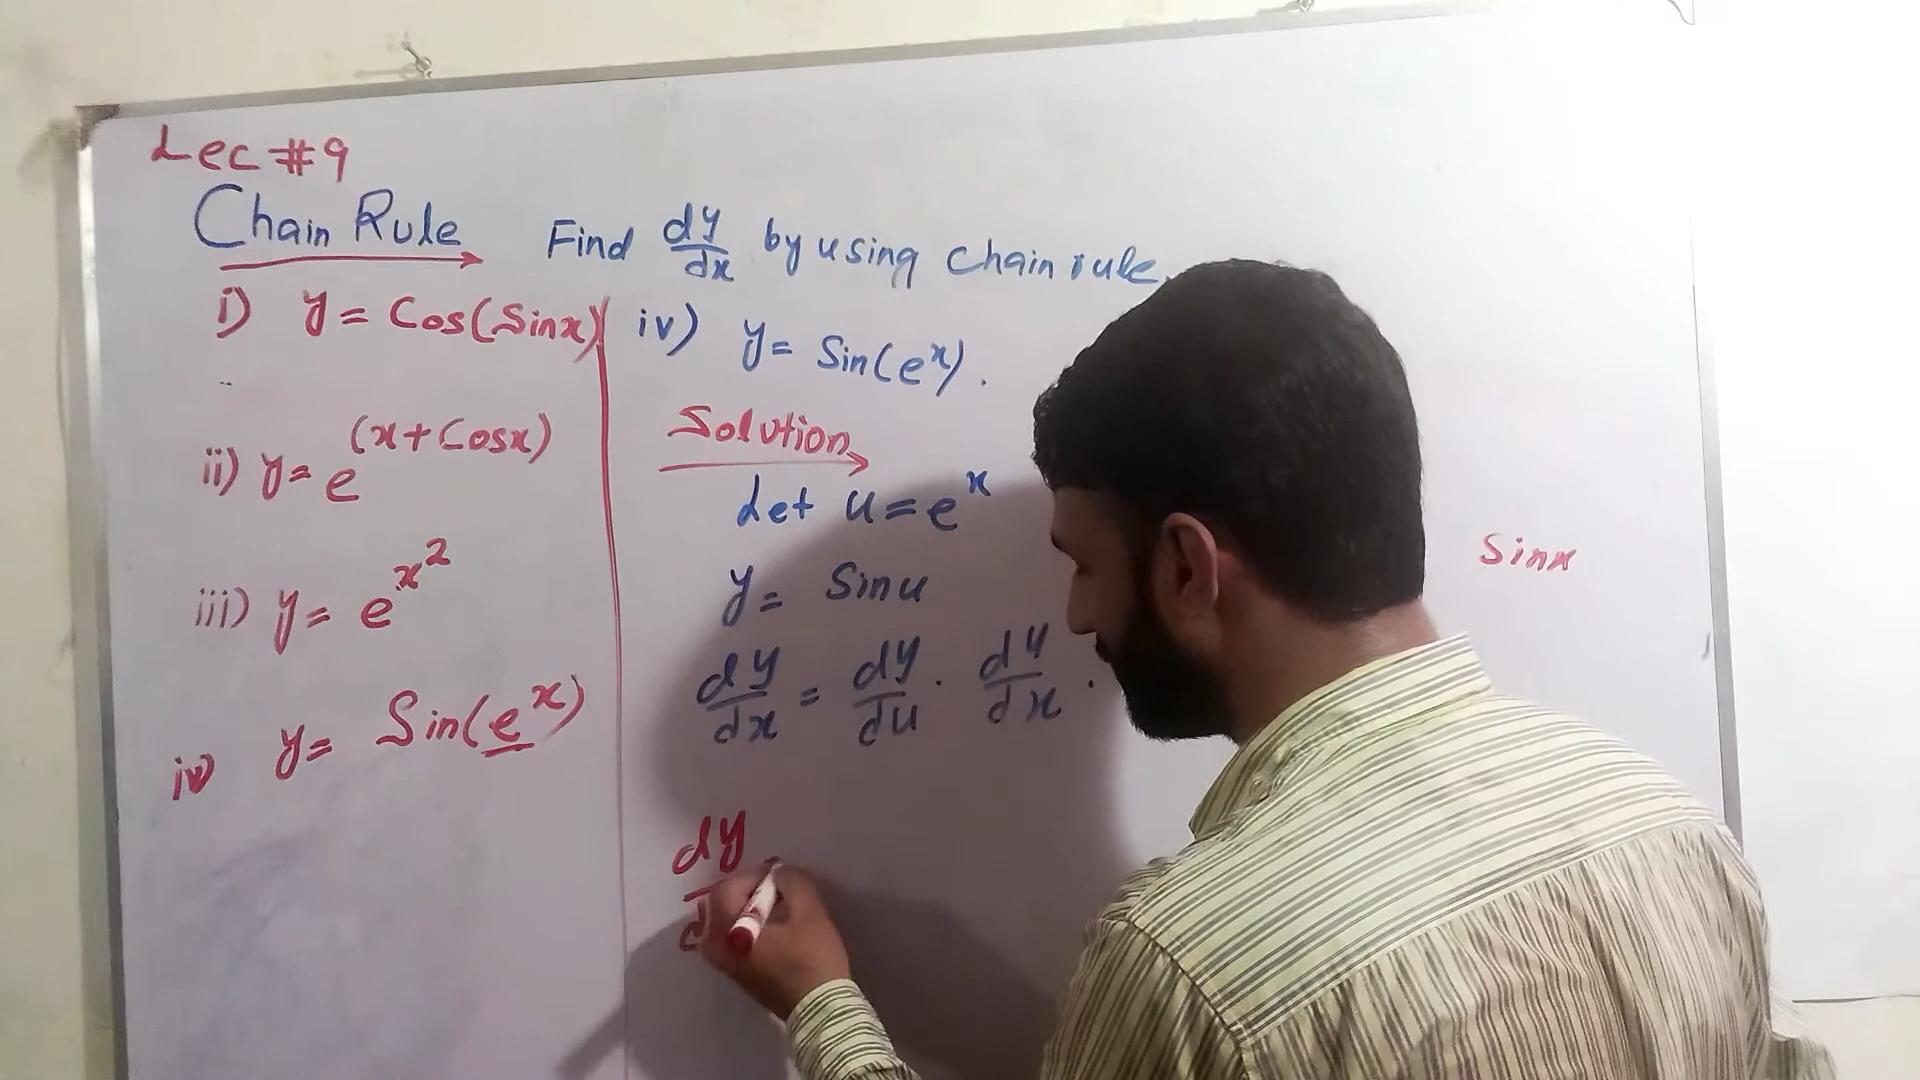 Lec #9
Chain Rule Find dy/dx by using chain rule.
i) y = Cos(Sinx)
ii) y = e^(x+Cosx)
iii) y = e^x^2
iv y = Sin(e^x)
iv) y = Sin(e^x).
Solution
Let u = e^x
y = Sinu
dy/dx = dy/du . du/dx .
dy
Sinx